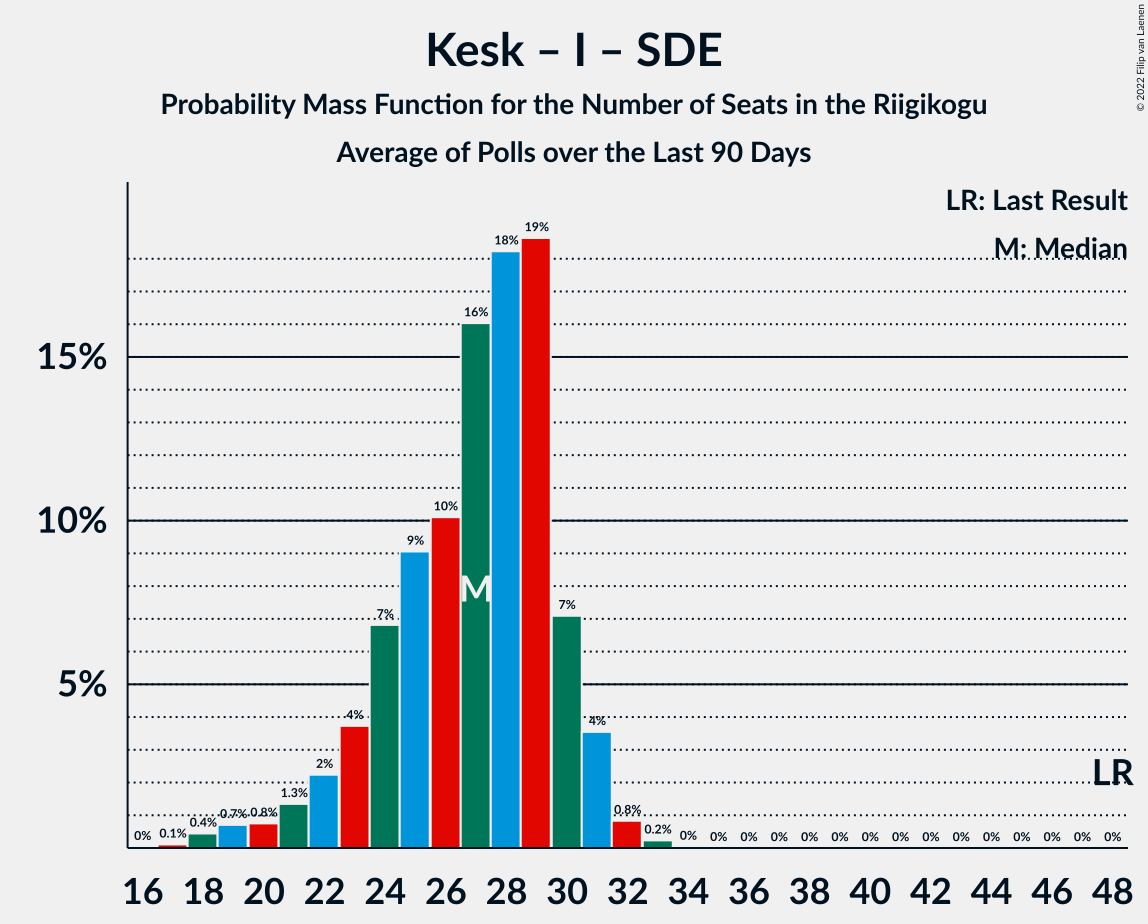 Kesk – I – SDE
Probability Mass Function for the Number of Seats in the Riigikogu
Average of Polls over the Last 90 Days
© 2022 Filip van Laenen
LR: Last Result
M: Median
15%
10%
5%
0% 0.1% 0.4% 0.7% 0.8% 1.3% 2% 4% 7% 9% 10% 16% 18% 19% 7% 4% 0.8% 0.2% 0% 0% 0% 0% 0% 0% 0% 0% 0% 0% 0% 0% 0% 0% 0%
M
LR
16 18 20 22 24 26 28 30 32 34 36 38 40 42 44 46 48